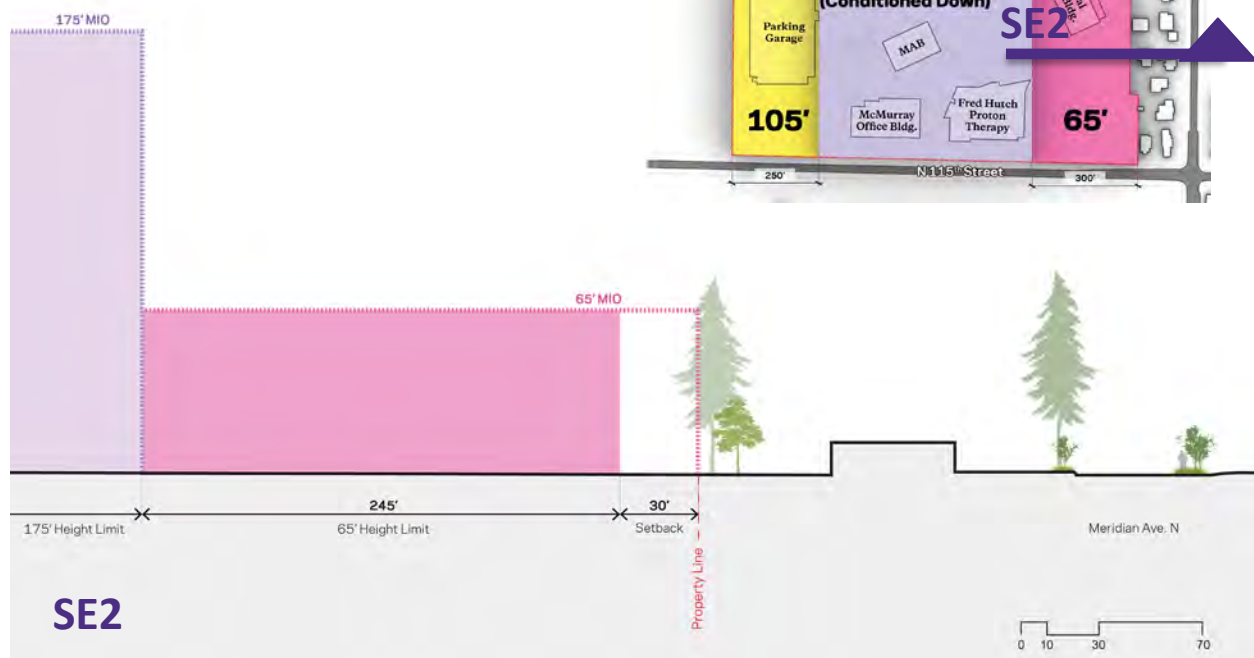 175' MIO
(Conditioned Down)
SE2
Parking
Garage
MAB
Bldg.
105'
McMurray
Office Bldg.
Fred Hutch
Proton
Therapy
65'
N 115th Street
250'
300'
65' MIO
245'
30'
175' Height Limit
65' Height Limit
Setback
Meridian Ave. N
Property Line
SE2
0 10 30 70